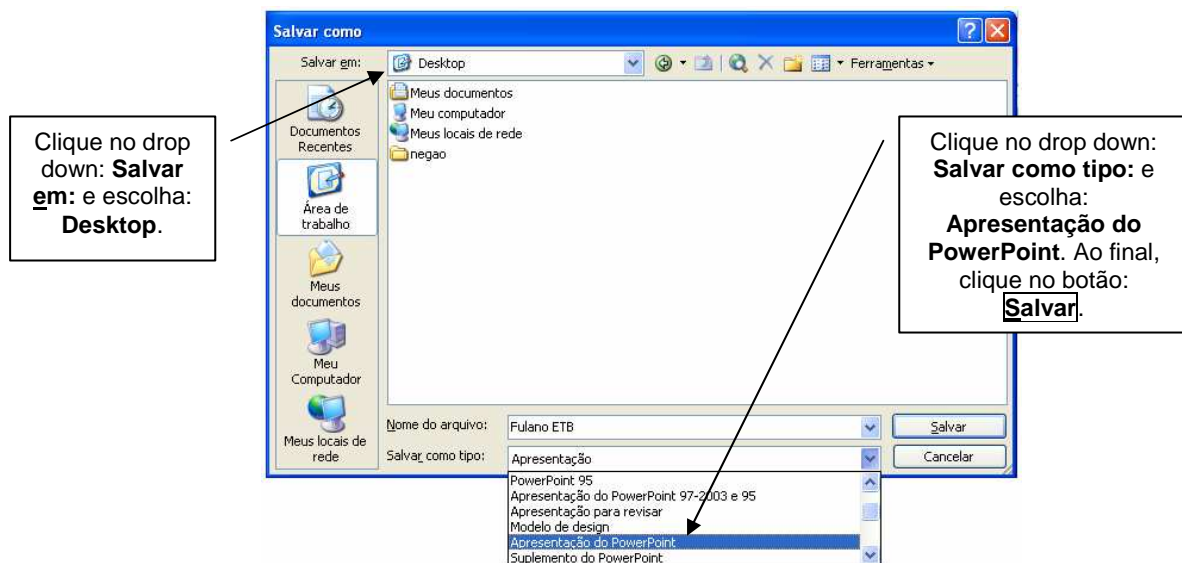 Salvar como
Salvar em:
Desktop
Ferramentas
Documentos
Recentes
Área de
trabalho
Meus
documentos
Meu
Computador
Meus locais de
rede
Meus documentos
Meu computador
Meus locais de rede
negao
Nome do arquivo:
Fulano ETB
Salvar
Salvar como tipo:
Apresentação
Cancelar
PowerPoint 95
Apresentação do PowerPoint 97-2003 e 95
Apresentação para revisar
Modelo de design
Apresentação do PowerPoint
Suplemento do PowerPoint
Clique no drop
down: Salvar
em: e escolha:
Desktop.
Clique no drop down:
Salvar como tipo: e
escolha:
Apresentação do
PowerPoint. Ao final,
clique no botão:
Salvar.